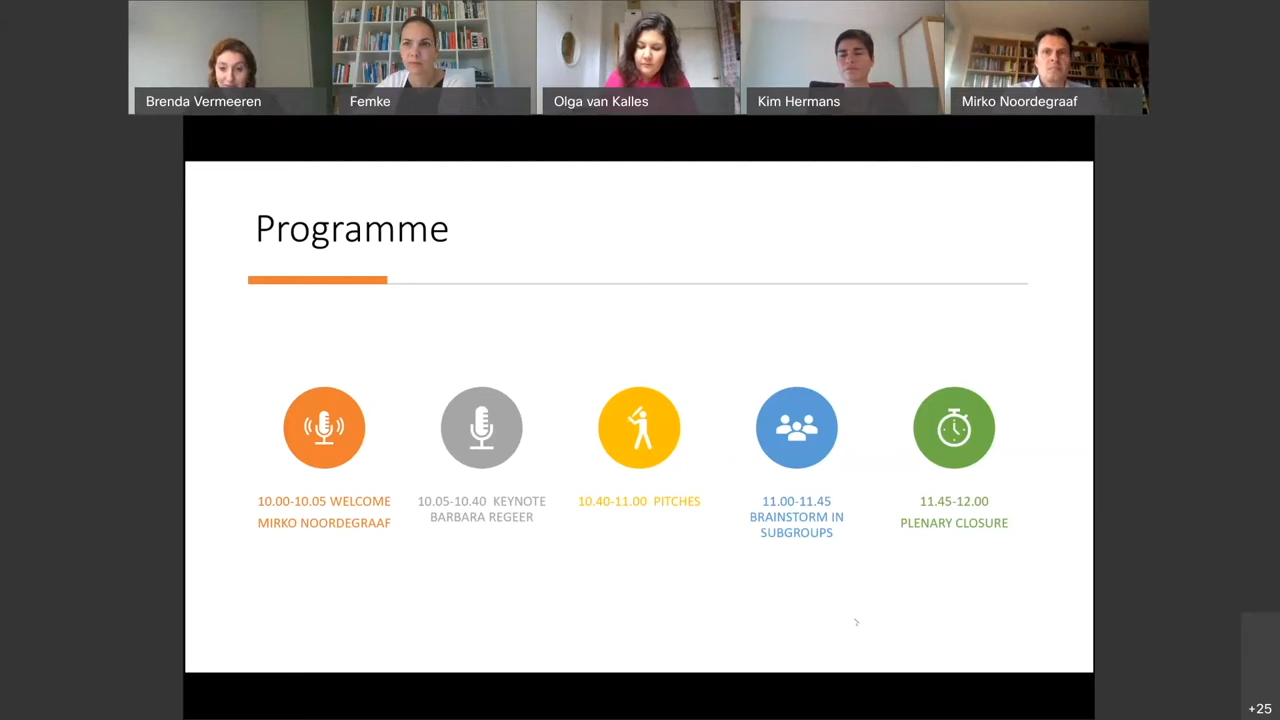 Brenda Vermeeren
Femke
Olga van Kalles
Kim Hermans
Mirko Noordegraaf
Programme
10.00-10.05 WELCOME
MIRKO NOORDEGRAAF
10.05-10.40 KEYNOTE
BARBARA REGEER
10.40-11.00 PITCHES
11.00-11.45
BRAINSTORM IN
SUBGROUPS
11.45-12.00
PLENARY CLOSURE
+25